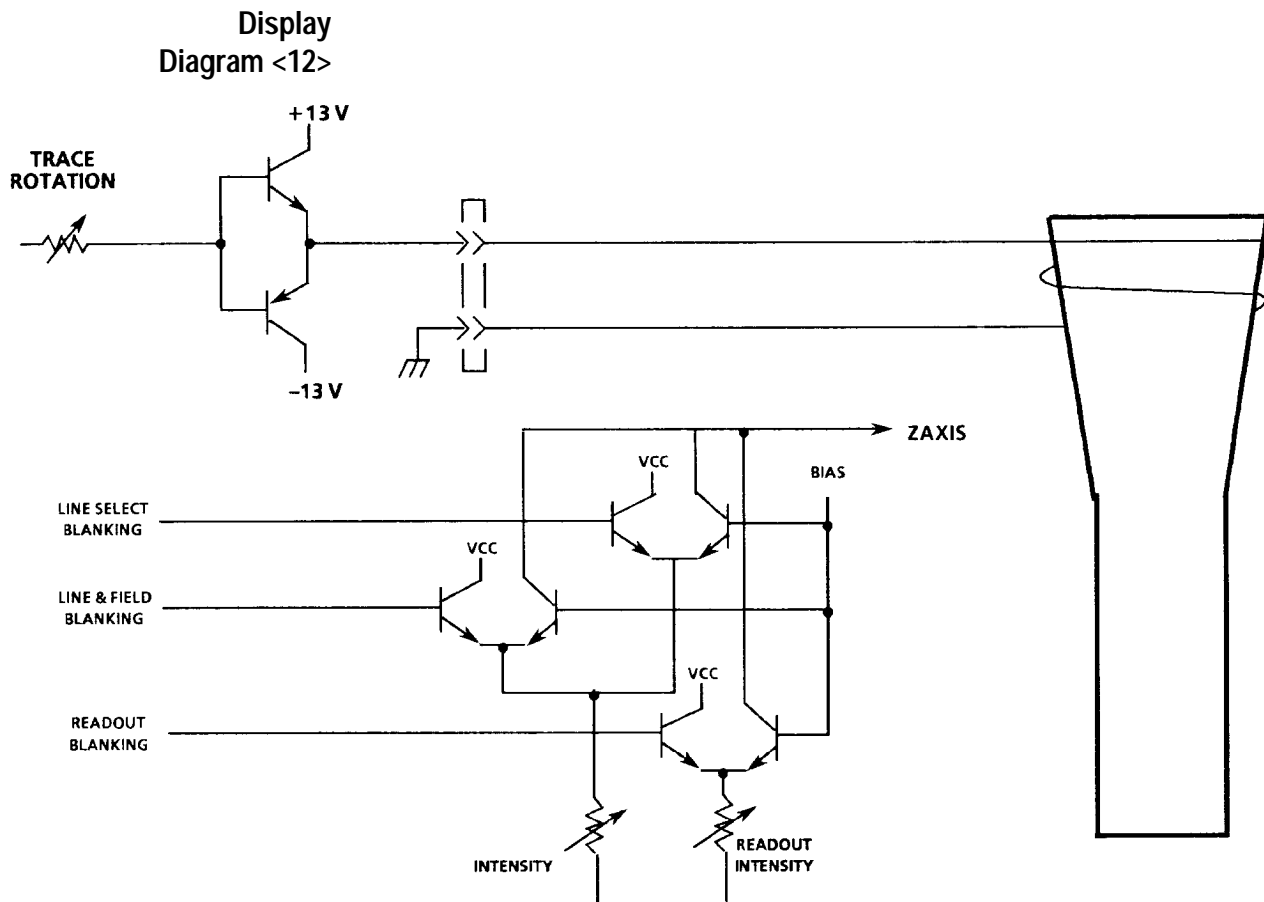 Display
Diagram <12>
+13 V
TRACE
ROTATION
–13 V
ZAXIS
VCC
BIAS
LINE SELECT
BLANKING
VCC
LINE & FIELD
BLANKING
VCC
READOUT
BLANKING
READOUT
INTENSITY
INTENSITY